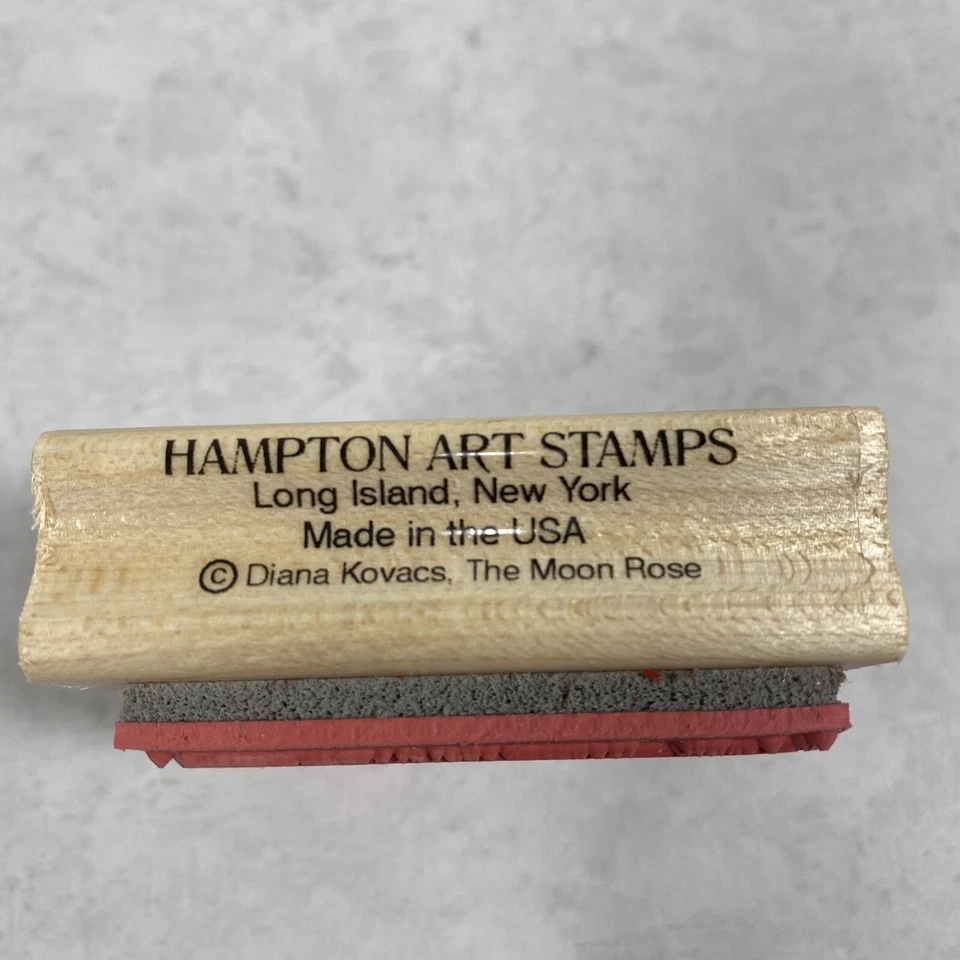 HAMPTON ART STAMPS
Long Island, New York
Made in the USA
© Diana Kovacs, The Moon Rose